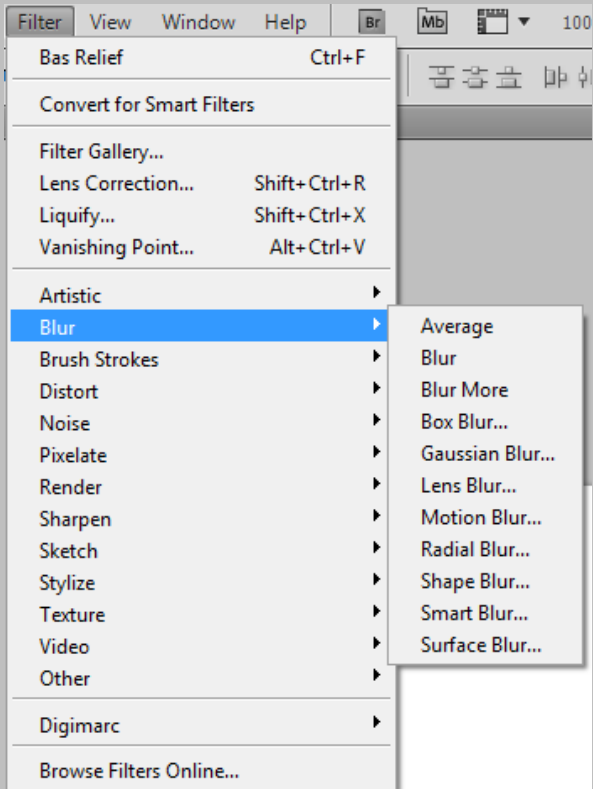 Filter View Window Help Br Mb 100
Bas Relief Ctrl+F
Convert for Smart Filters
Filter Gallery...
Lens Correction... Shift+Ctrl+R
Liquify... Shift+Ctrl+X
Vanishing Point... Alt+Ctrl+V
Artistic
Blur
Brush Strokes
Distort
Noise
Pixelate
Render
Sharpen
Sketch
Stylize
Texture
Video
Other
Digimarc
Browse Filters Online...
Average
Blur
Blur More
Box Blur...
Gaussian Blur...
Lens Blur...
Motion Blur...
Radial Blur...
Shape Blur...
Smart Blur...
Surface Blur...